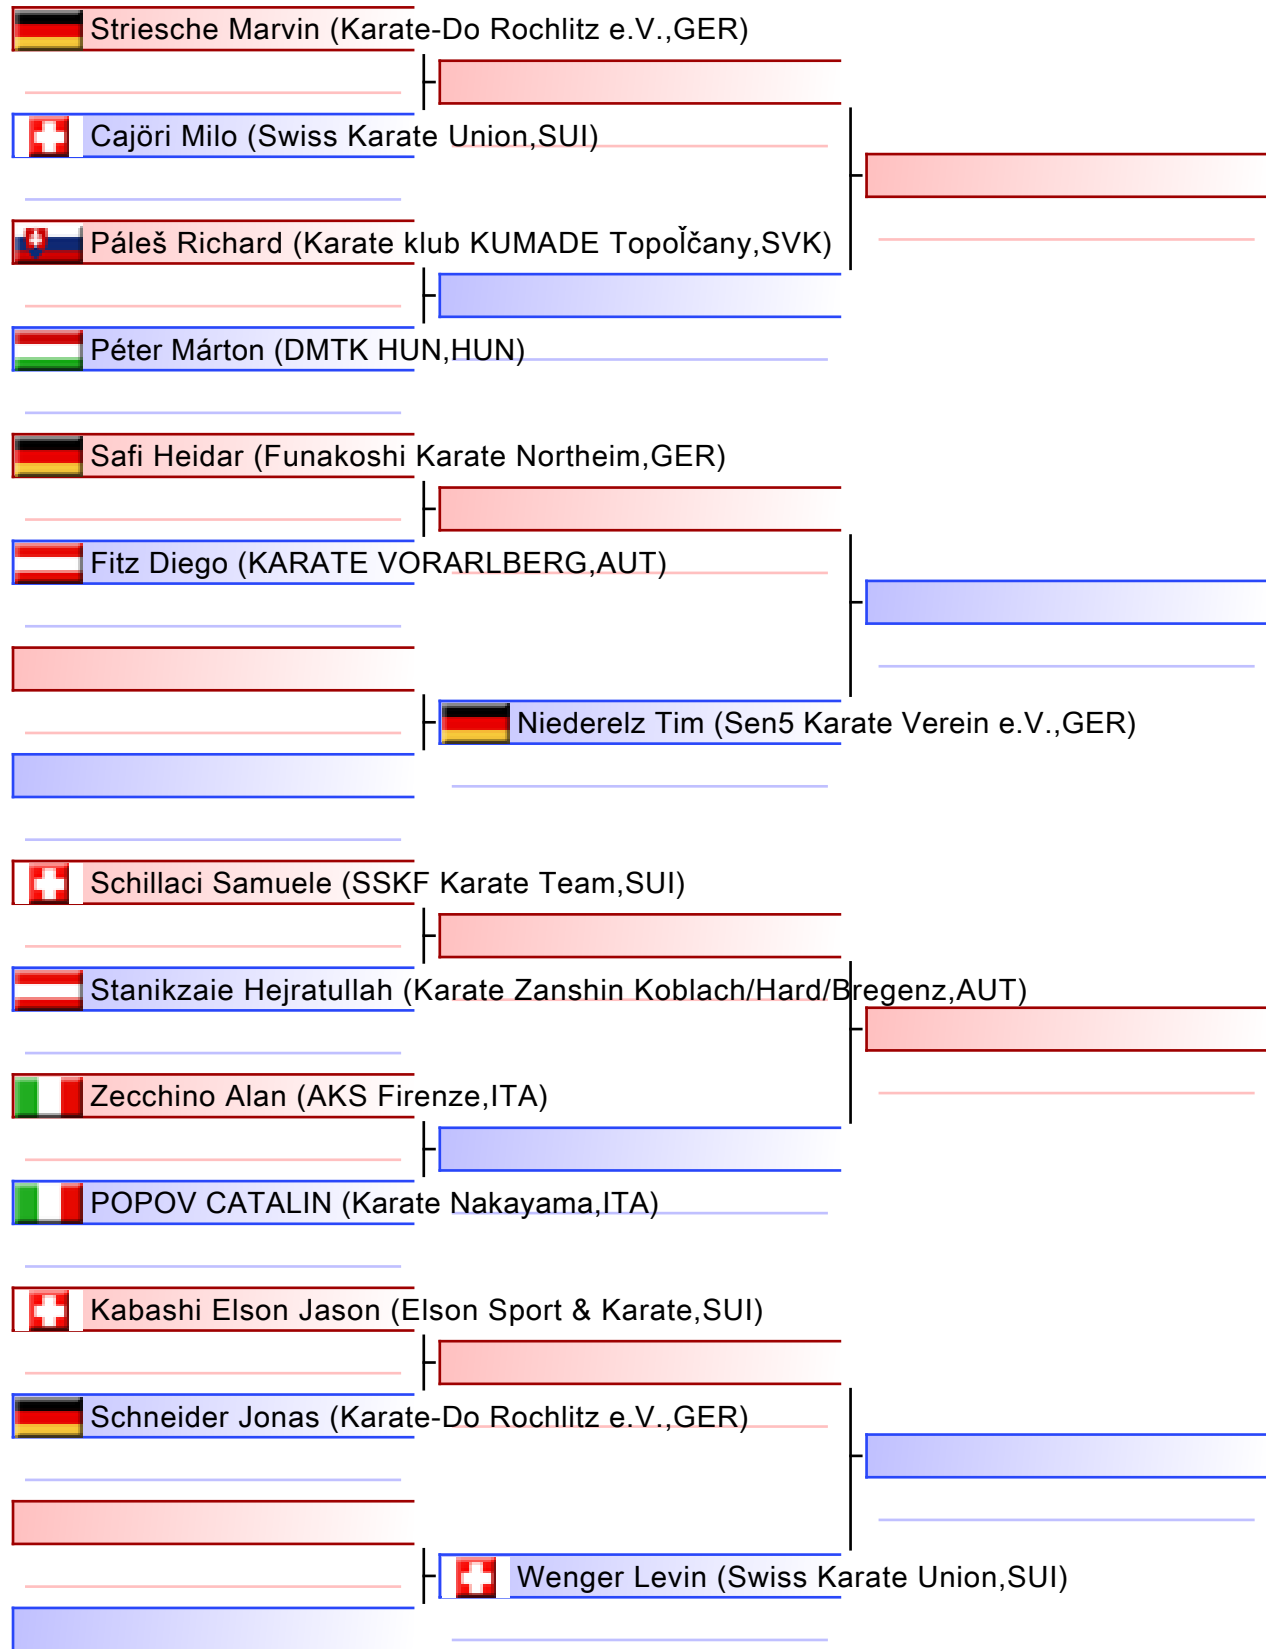 Striesche Marvin (Karate-Do Rochlitz e.V.,GER)
Cajöri Milo (Swiss Karate Union,SUI)
Páleš Richard (Karate klub KUMADE Topoľčany,SVK)
Péter Márton (DMTK HUN,HUN)
Safi Heidar (Funakoshi Karate Northeim,GER)
Fitz Diego (KARATE VORARLBERG,AUT)
Niederelz Tim (Sen5 Karate Verein e.V.,GER)
Schillaci Samuele (SSKF Karate Team,SUI)
Stanikzaie Hejratullah (Karate Zanshin Koblach/Hard/Bregenz,AUT)
Zecchino Alan (AKS Firenze,ITA)
POPOV CATALIN (Karate Nakayama,ITA)
Kabashi Elson Jason (Elson Sport & Karate,SUI)
Schneider Jonas (Karate-Do Rochlitz e.V.,GER)
Wenger Levin (Swiss Karate Union,SUI)